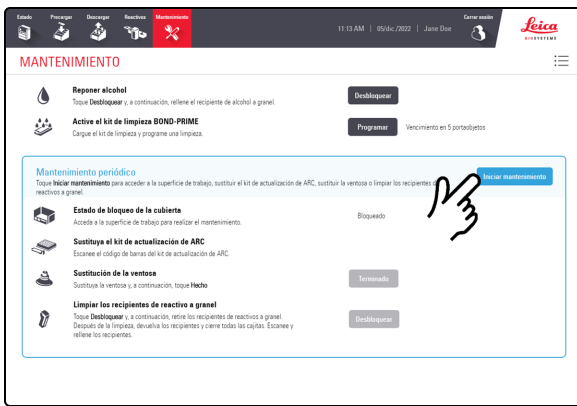 Estado Precargar Descargar Reactivos Mantenimiento 11:13 AM | 05/dic./2022 | Jane Doe Cerrar sesión Leica
BIOSYSTEMS
MANTENIMIENTO
Reponer alcohol
Toque Desbloquear y, a continuación, rellene el recipiente de alcohol a granel.
Desbloquear
Active el kit de limpieza BOND-PRIME
Cargue el kit de limpieza y programe una limpieza.
Programar Vencimiento en 5 portaobjetos
Mantenimiento periódico
Toque Iniciar mantenimiento para acceder a la superficie de trabajo, sustituir el kit de actualización de ARC, sustituir la ventosa o limpiar los recipientes de
reactivos a granel.
Iniciar mantenimiento
Estado de bloqueo de la cubierta
Acceda a la superficie de trabajo para realizar el mantenimiento.
Bloqueado
Sustituya el kit de actualización de ARC
Escanee el código de barras del kit de actualización de ARC.
Sustitución de la ventosa
Sustituya la ventosa y, a continuación, toque Hecho
Terminado
Limpiar los recipientes de reactivo a granel
Toque Desbloquear y, a continuación, retire los recipientes de reactivos a granel.
Después de la limpieza, devuelva los recipientes y cierre todas las cajitas. Escanee y
rellene los recipientes.
Desbloquear